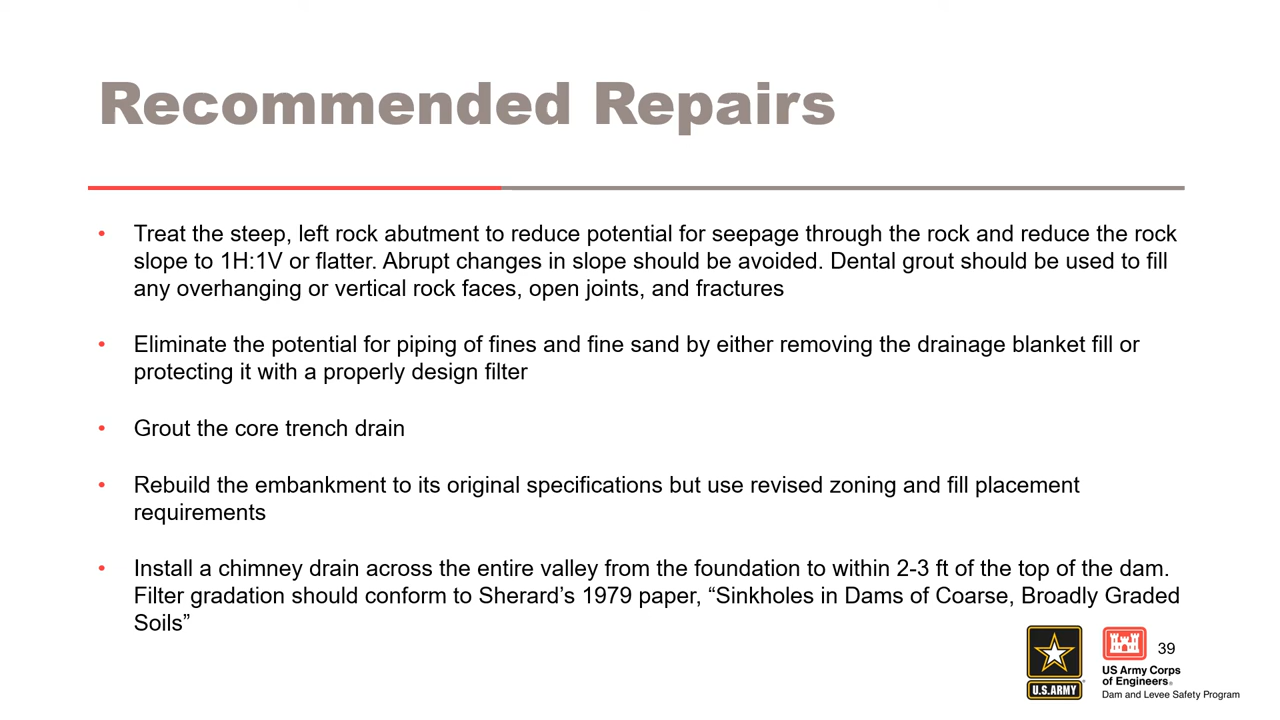 Recommended Repairs
• Treat the steep, left rock abutment to reduce potential for seepage through the rock and reduce the rock
slope to 1H:1V or flatter. Abrupt changes in slope should be avoided. Dental grout should be used to fill
any overhanging or vertical rock faces, open joints, and fractures
• Eliminate the potential for piping of fines and fine sand by either removing the drainage blanket fill or
protecting it with a properly design filter
• Grout the core trench drain
• Rebuild the embankment to its original specifications but use revised zoning and fill placement
requirements
• Install a chimney drain across the entire valley from the foundation to within 2-3 ft of the top of the dam.
Filter gradation should conform to Sherard’s 1979 paper, “Sinkholes in Dams of Coarse, Broadly Graded
Soils”
39
U.S.ARMY
US Army Corps
of Engineers®
Dam and Levee Safety Program